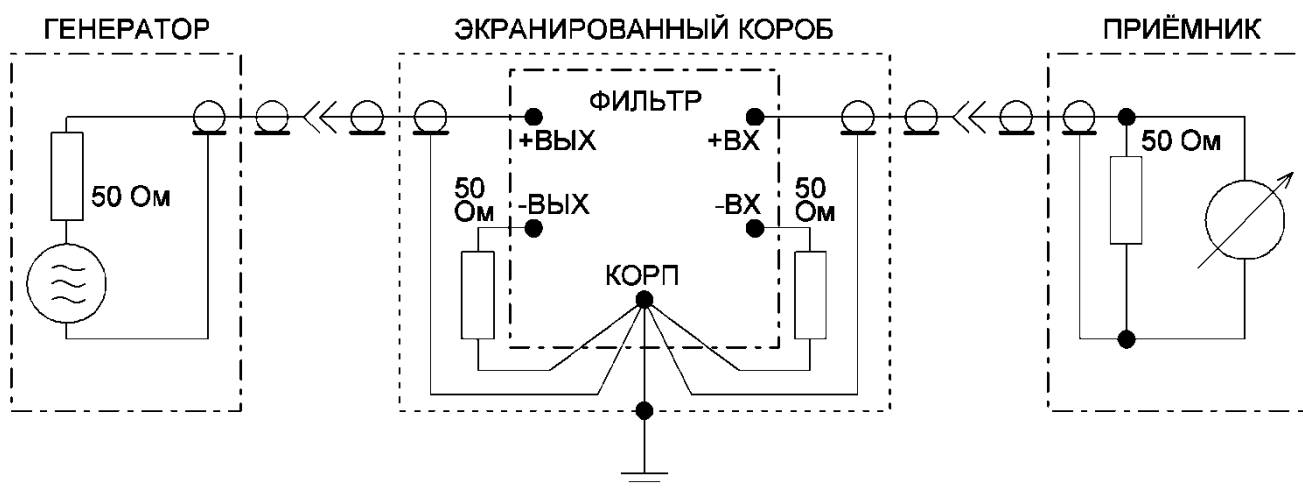 ГЕНЕРАТОР
ЭКРАНИРОВАННЫЙ КОРОБ
ПРИЁМНИК
ФИЛЬТР
+ВЫХ
+ВХ
50 Ом
50 Ом
50
Ом
-ВЫХ
-ВХ
50
Ом
КОРП